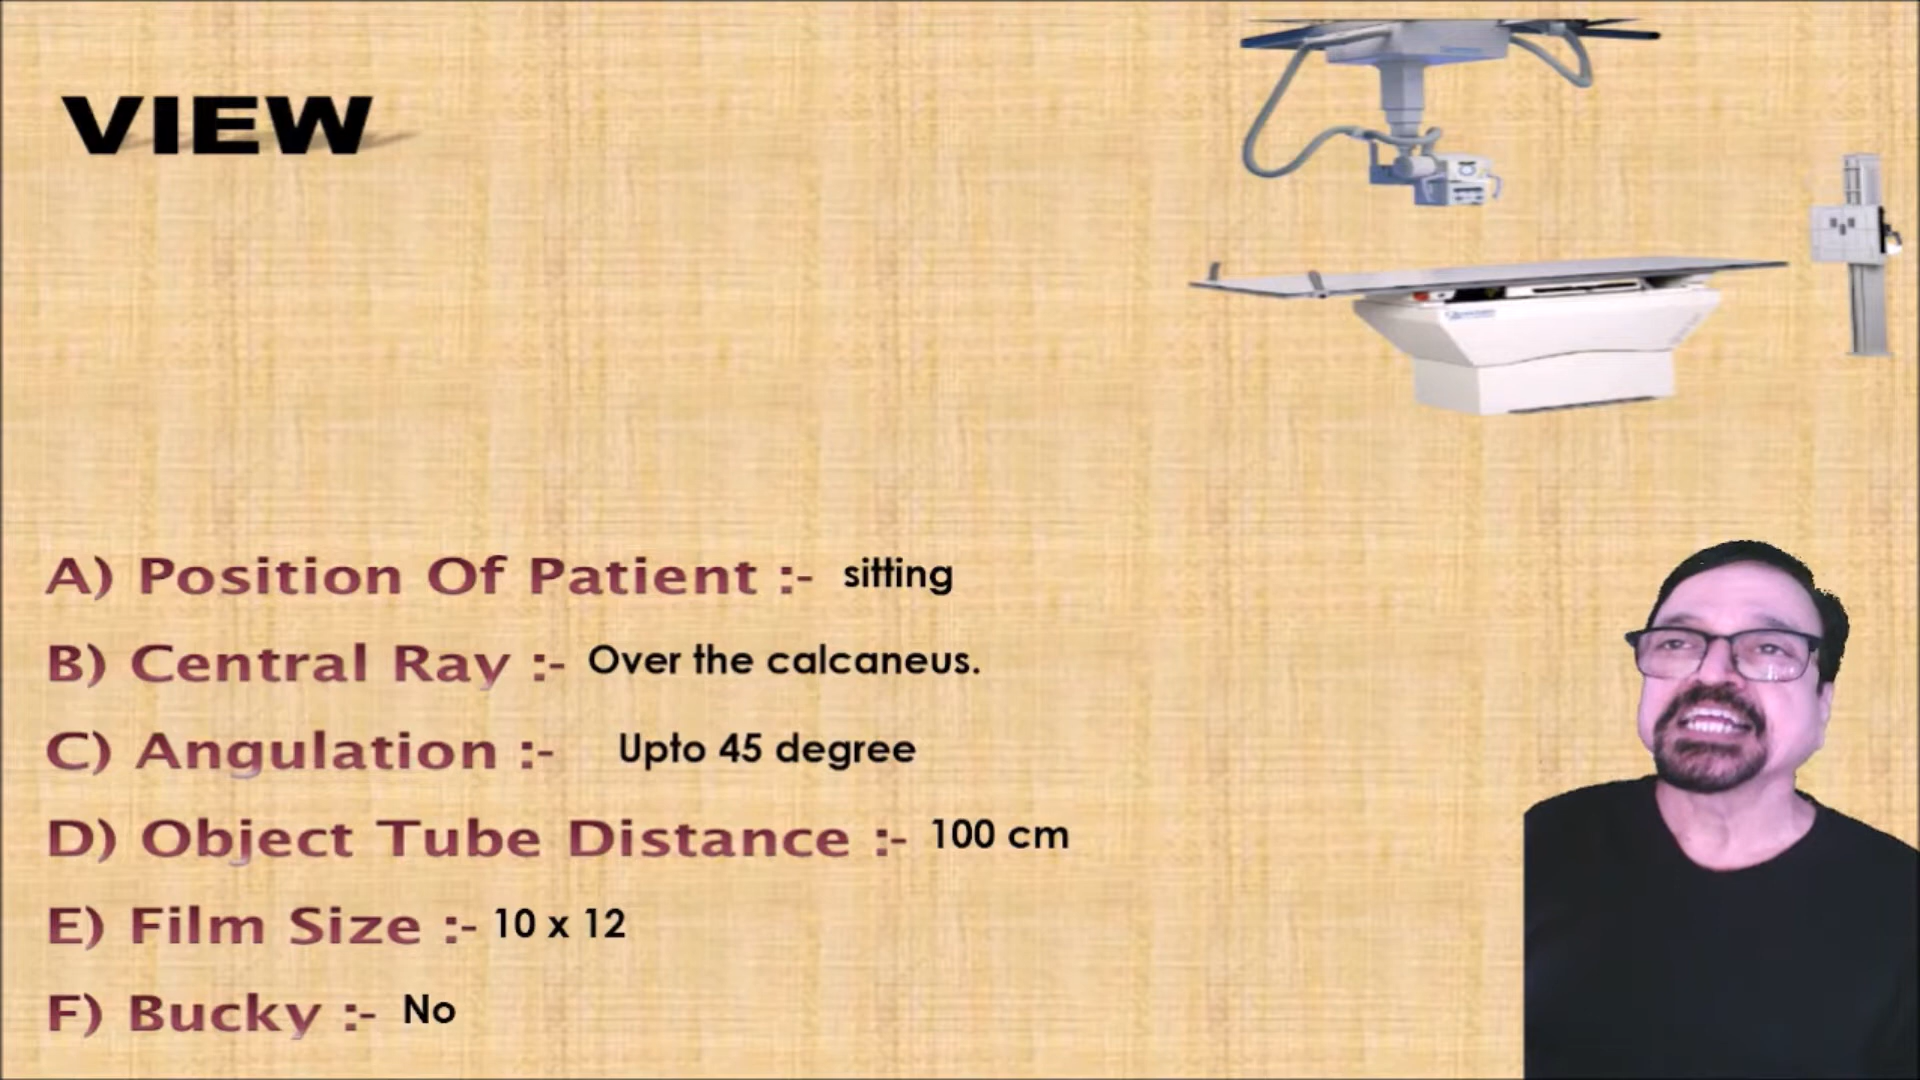 VIEW
A) Position Of Patient :- sitting
B) Central Ray :- Over the calcaneus.
C) Angulation :- Upto 45 degree
D) Object Tube Distance :- 100 cm
E) Film Size :- 10 x 12
F) Bucky :- No